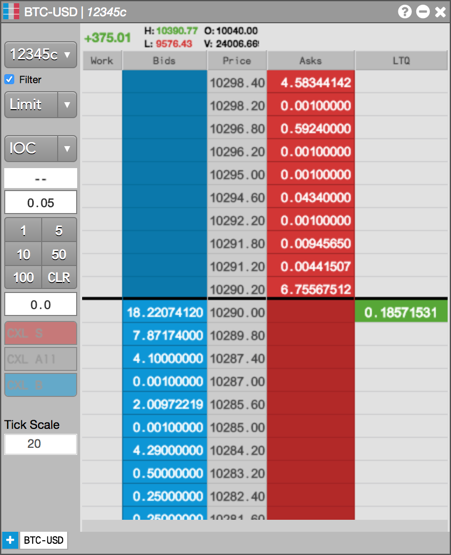 BTC-USD | 12345c
+375.01 H: 10390.77 O: 10040.00
L: 9576.43 V: 24006.66
12345c
Work Bids Price Asks LTQ
Filter
10298.40 4.58344142
Limit
10298.20 0.00100000
10296.80 0.59240000
IOC
10296.20 0.00100000
--
10295.00 0.00100000
0.05
10294.60 0.04340000
1 5
10292.20 0.00100000
10 50
10291.80 0.00945650
100 CLR
10291.20 0.00441507
10290.20 6.75567512
0.0
18.22074120 10290.00 0.18571531
CXL S
7.87174000 10289.80
CXL All
4.10000000 10287.40
0.00100000 10287.00
2.00972219 10285.60
Tick Scale
0.00100000 10285.00
20
4.29000000 10284.20
0.50000000 10283.20
0.25000000 10282.40
0.25000000 10281.60
BTC-USD